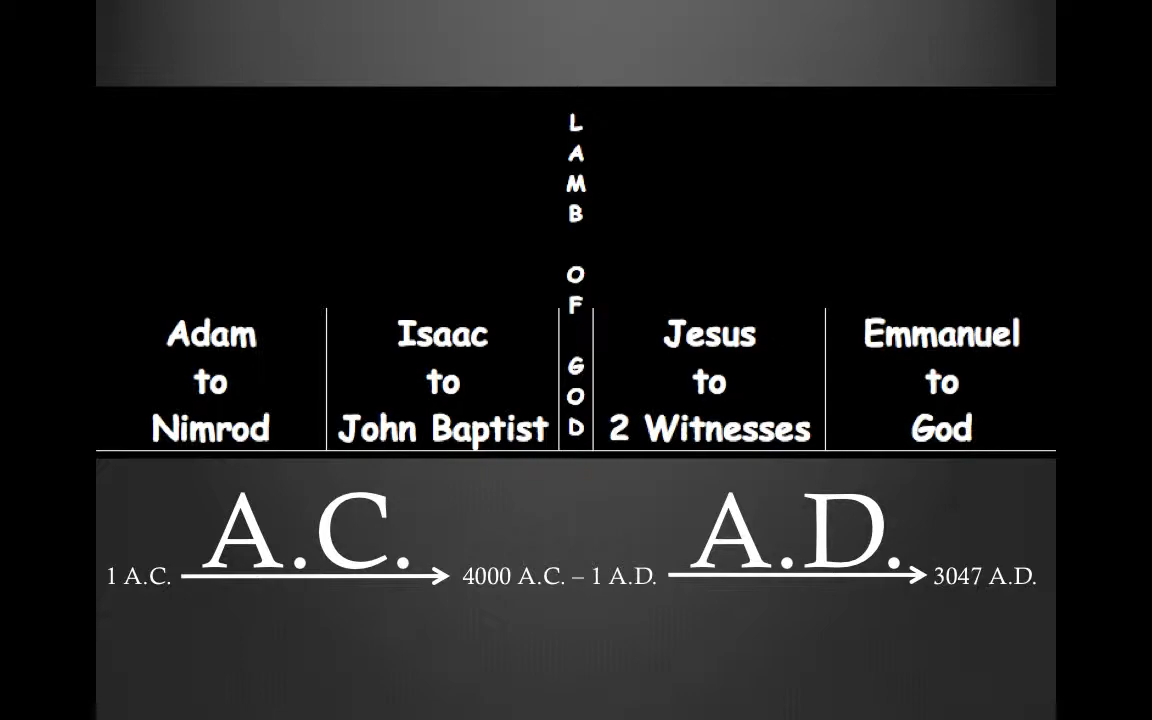 LAMB OF GOD
Adam
to
Nimrod
Isaac
to
John Baptist
Jesus
to
2 Witnesses
Emmanuel
to
God
A.C.
A.D.
1 A.C.
4000 A.C. – 1 A.D.
3047 A.D.